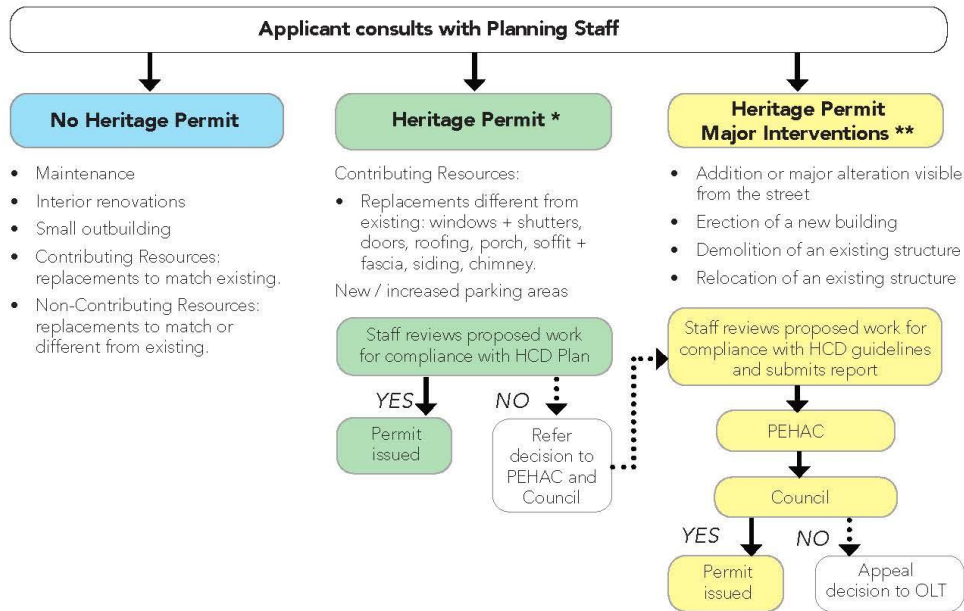 Applicant consults with Planning Staff
No Heritage Permit
• Maintenance
• Interior renovations
• Small outbuilding
• Contributing Resources:
replacements to match existing.
• Non-Contributing Resources:
replacements to match or
different from existing.
Heritage Permit *
Contributing Resources:
• Replacements different from
existing: windows + shutters,
doors, roofing, porch, soffit +
fascia, siding, chimney.
New / increased parking areas
Staff reviews proposed work
for compliance with HCD Plan
YES
NO
Permit
issued
Refer
decision to
PEHAC and
Council
Heritage Permit
Major Interventions **
• Addition or major alteration visible
from the street
• Erection of a new building
• Demolition of an existing structure
• Relocation of an existing structure
Staff reviews proposed work for
compliance with HCD guidelines
and submits report
PEHAC
Council
YES
NO
Permit
issued
Appeal
decision to OLT